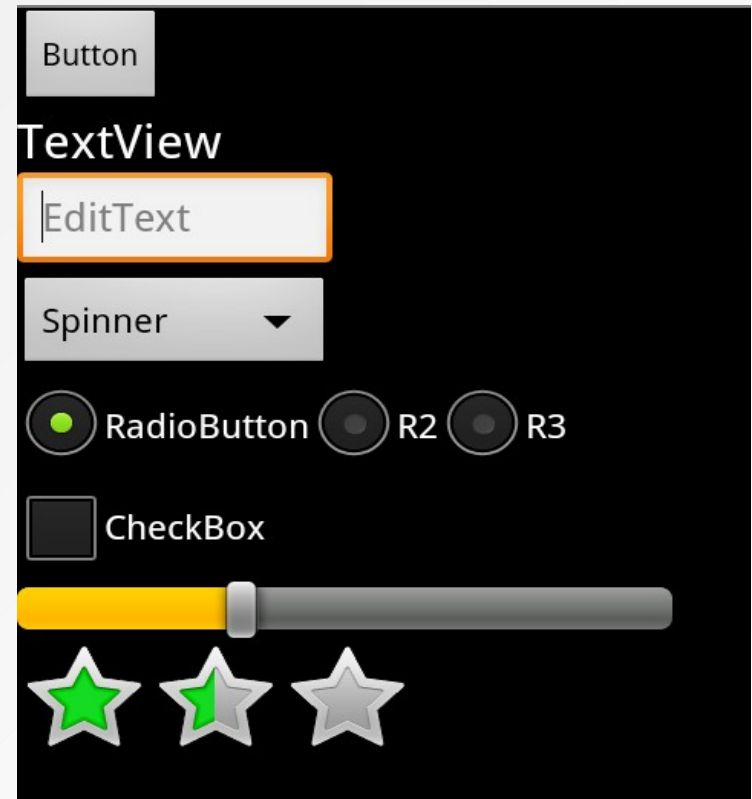 Button
TextView
EditText
Spinner
RadioButton R2 R3
CheckBox